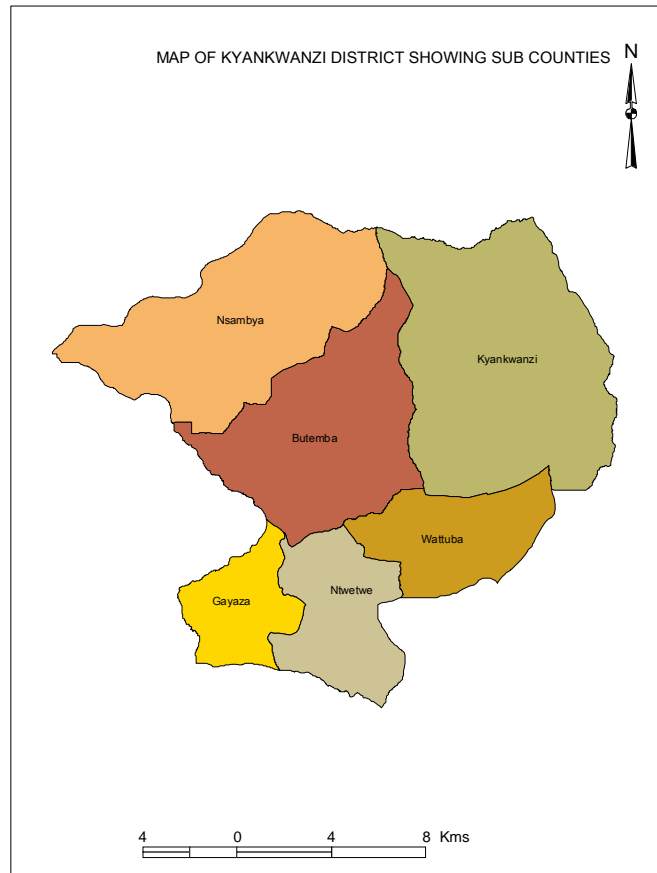 MAP OF KYANKWANZI DISTRICT SHOWING SUB COUNTIES
N
Nsambya
Kyankwanzi
Butemba
Wattuba
Ntwetwe
Gayaza
4 0 4 8 Kms